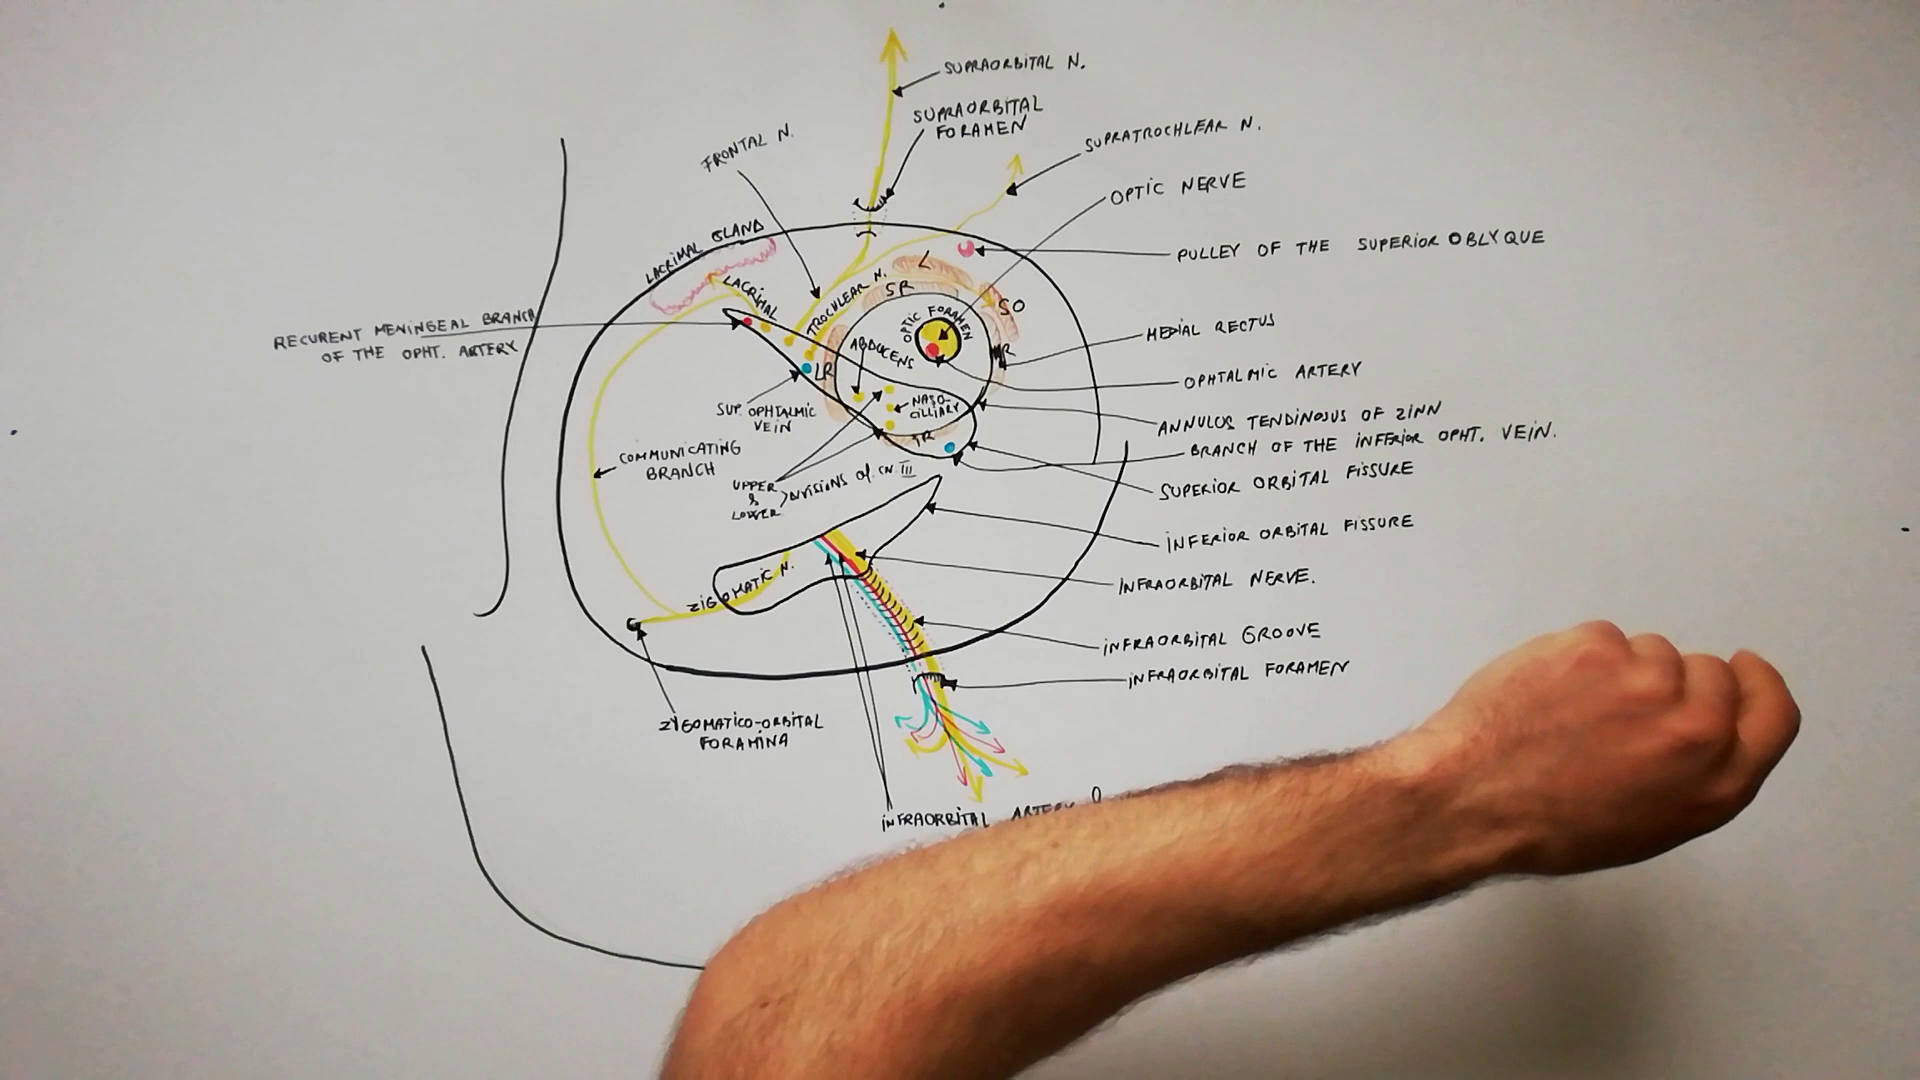 SUPRAORBITAL N.
SUPRAORBITAL
FORAMEN
FRONTAL N.
SUPRATROCHLEAR N.
OPTIC NERVE
PULLEY OF THE SUPERIOR OBLYQUE
LACRIMAL GLAND
LACRIMAL
TROCHLEAR N.
L
SR
SO
OPTIC FORAMEN
RECURENT MENINGEAL BRANCH
OF THE OPHT. ARTERY
MEDIAL RECTUS
MR
ABDUCENS
LR
OPHTALMIC ARTERY
SUP. OPHTALMIC
VEIN
NASO-
CILLIARY
IR
ANNULUS TENDINOSUS OF ZINN
BRANCH OF THE INFERIOR OPHT. VEIN.
COMMUNICATING
BRANCH
UPPER
&
LOWER
DIVISIONS of CN III
SUPERIOR ORBITAL FISSURE
INFERIOR ORBITAL FISSURE
ZIGOMATIC N.
INFRAORBITAL NERVE.
INFRAORBITAL GROOVE
INFRAORBITAL FORAMEN
ZYGOMATICO-ORBITAL
FORAMINA
INFRAORBITAL ARTERY